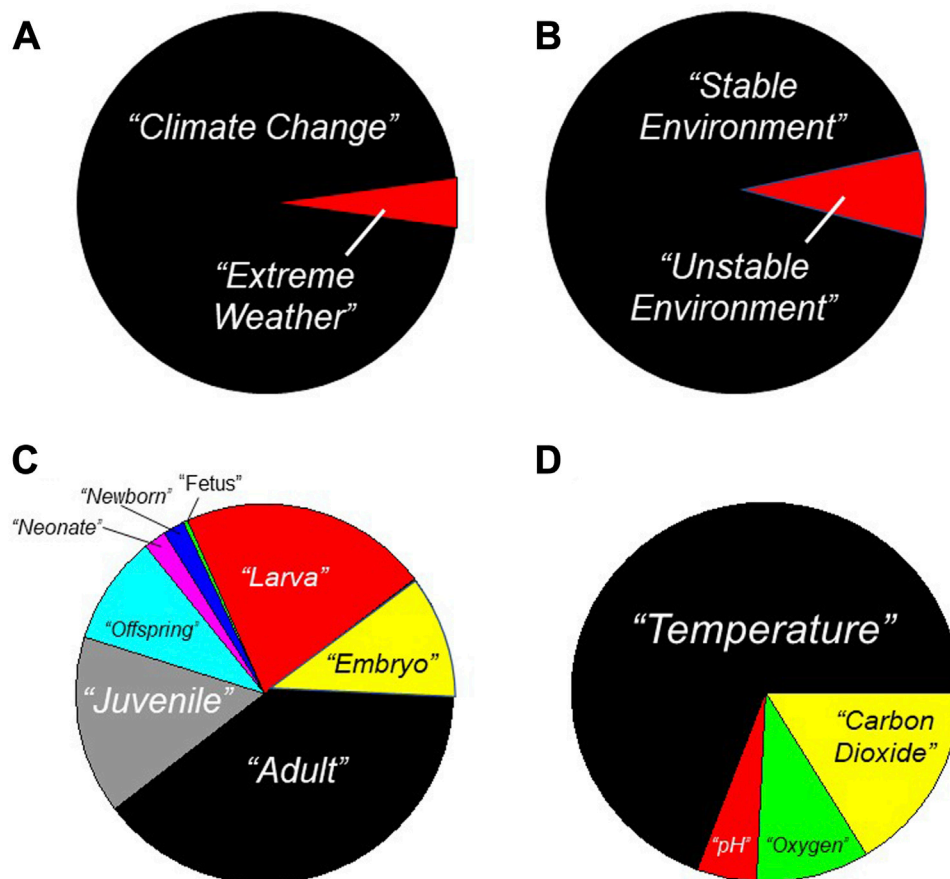 A
B
“Climate Change”
“Extreme
Weather”
“Stable
Environment”
“Unstable
Environment”
C
D
“Fetus”
“Newborn”
“Neonate”
“Larva”
“Offspring”
“Embryo”
“Juvenile”
“Adult”
“Temperature”
“Carbon
Dioxide”
“pH”
“Oxygen”